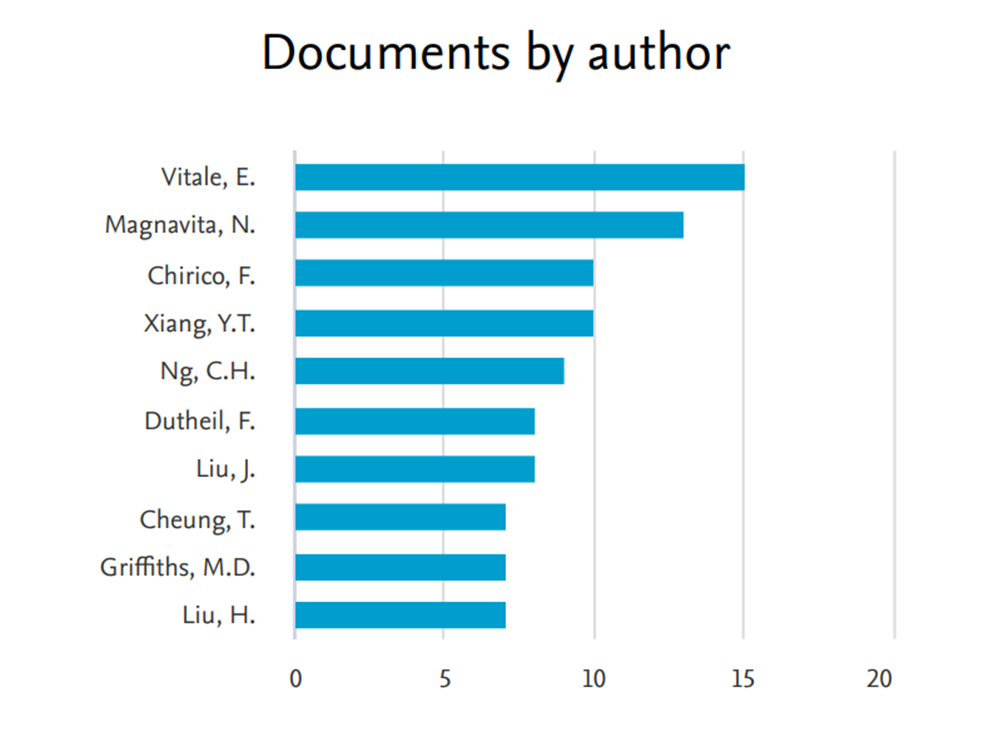 Documents by author
Vitale, E.
Magnavita, N.
Chirico, F.
Xiang, Y.T.
Ng, C.H.
Dutheil, F.
Liu, J.
Cheung, T.
Griffiths, M.D.
Liu, H.
0 5 10 15 20